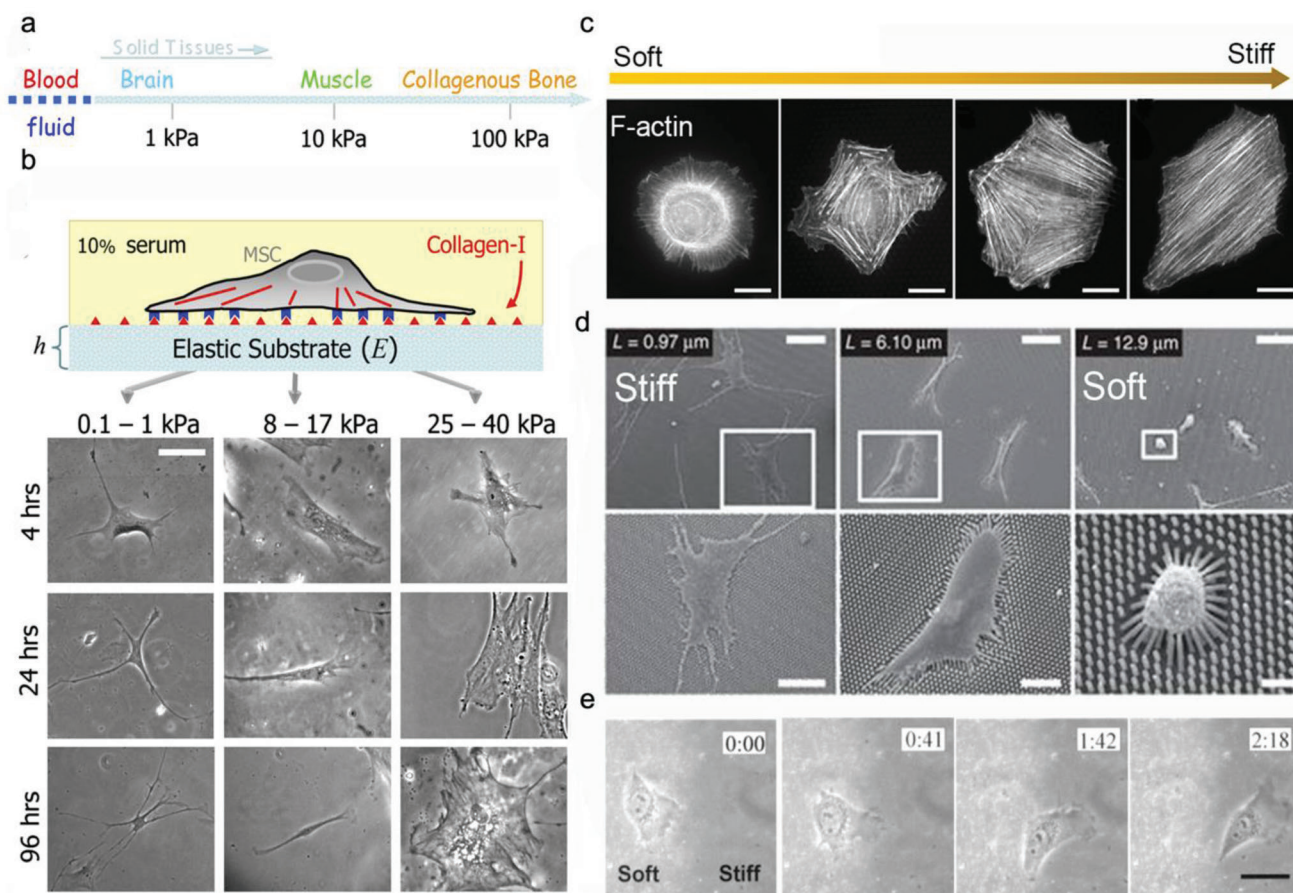 a
Solid Tissues
Blood Brain Muscle Collagenous Bone
fluid 1 kPa 10 kPa 100 kPa
b
10% serum MSC Collagen-I
h Elastic Substrate (E)
0.1 – 1 kPa 8 – 17 kPa 25 – 40 kPa
4 hrs
24 hrs
96 hrs
c
Soft Stiff
F-actin
d
L = 0.97 μm L = 6.10 μm L = 12.9 μm
Stiff Soft
e
0:00 0:41 1:42 2:18
Soft Stiff